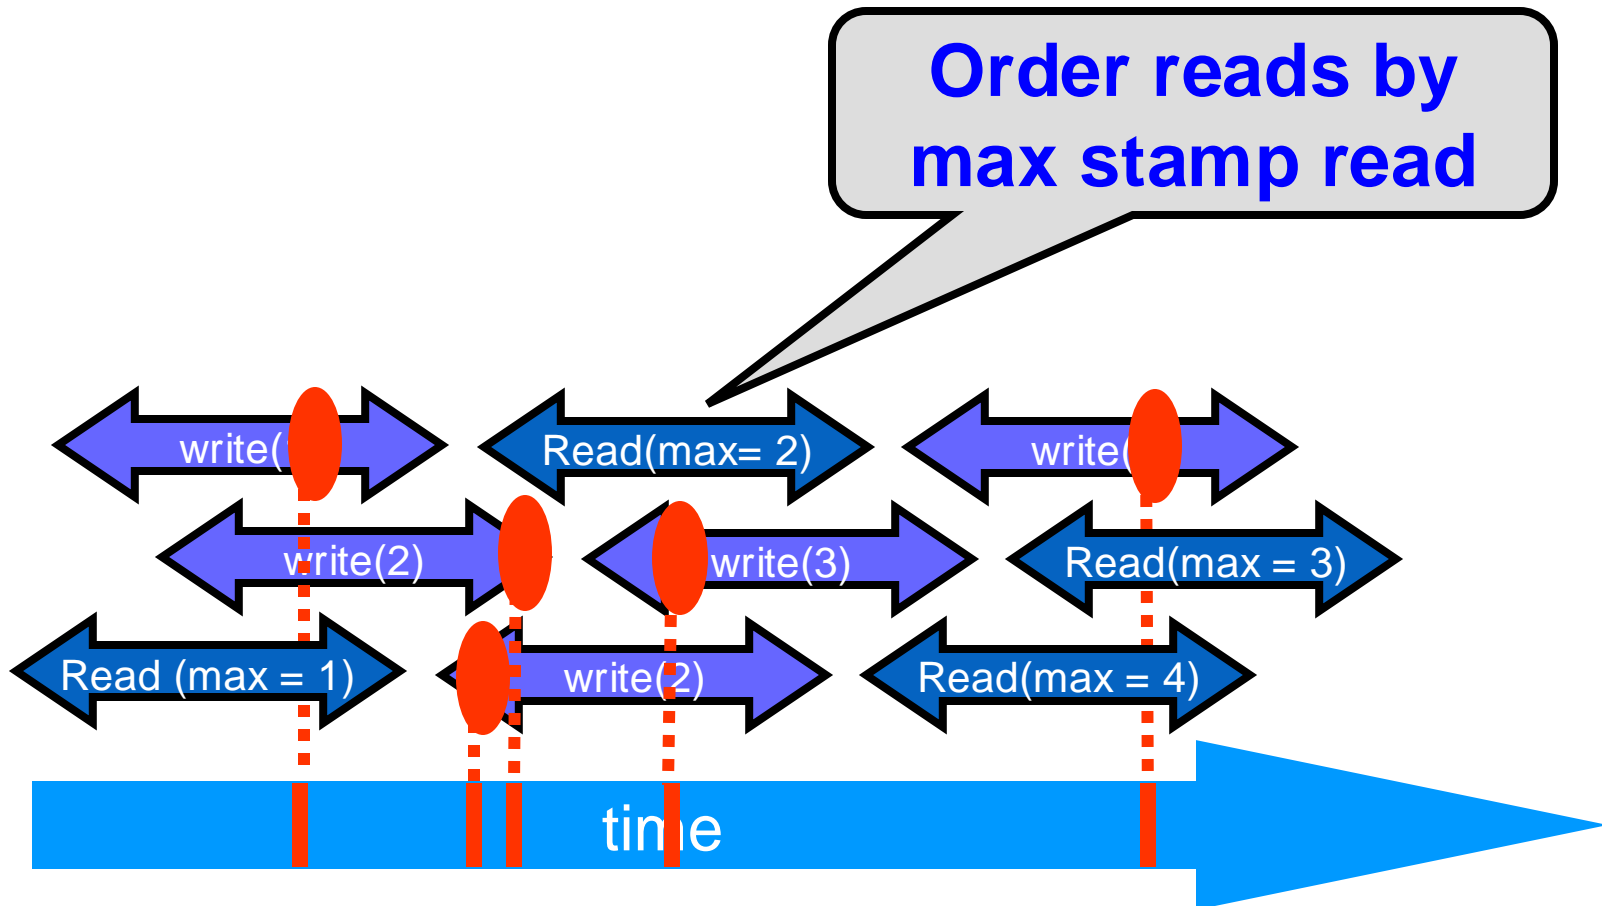 Order reads by
max stamp read
write(
Read(max= 2)
write(
write(2)
write(3)
Read(max = 3)
Read (max = 1)
write(2)
Read(max = 4)
time